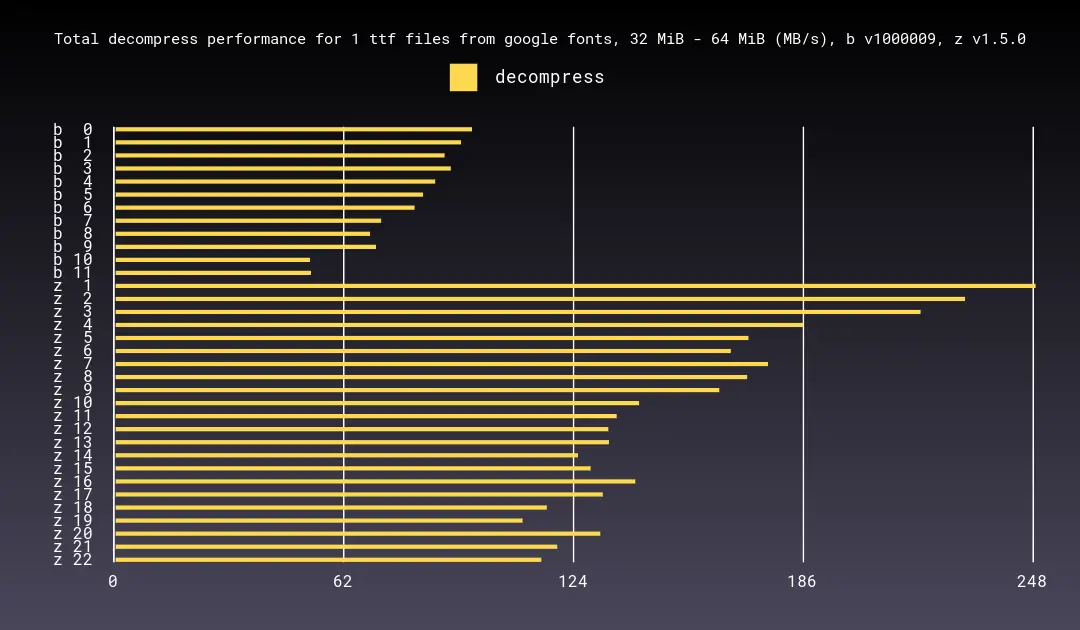 Total decompress performance for 1 ttf files from google fonts, 32 MiB - 64 MiB (MB/s), b v1000009, z v1.5.0
decompress
b 0
b 1
b 2
b 3
b 4
b 5
b 6
b 7
b 8
b 9
b 10
b 11
z 1
z 2
z 3
z 4
z 5
z 6
z 7
z 8
z 9
z 10
z 11
z 12
z 13
z 14
z 15
z 16
z 17
z 18
z 19
z 20
z 21
z 22
0 62 124 186 248